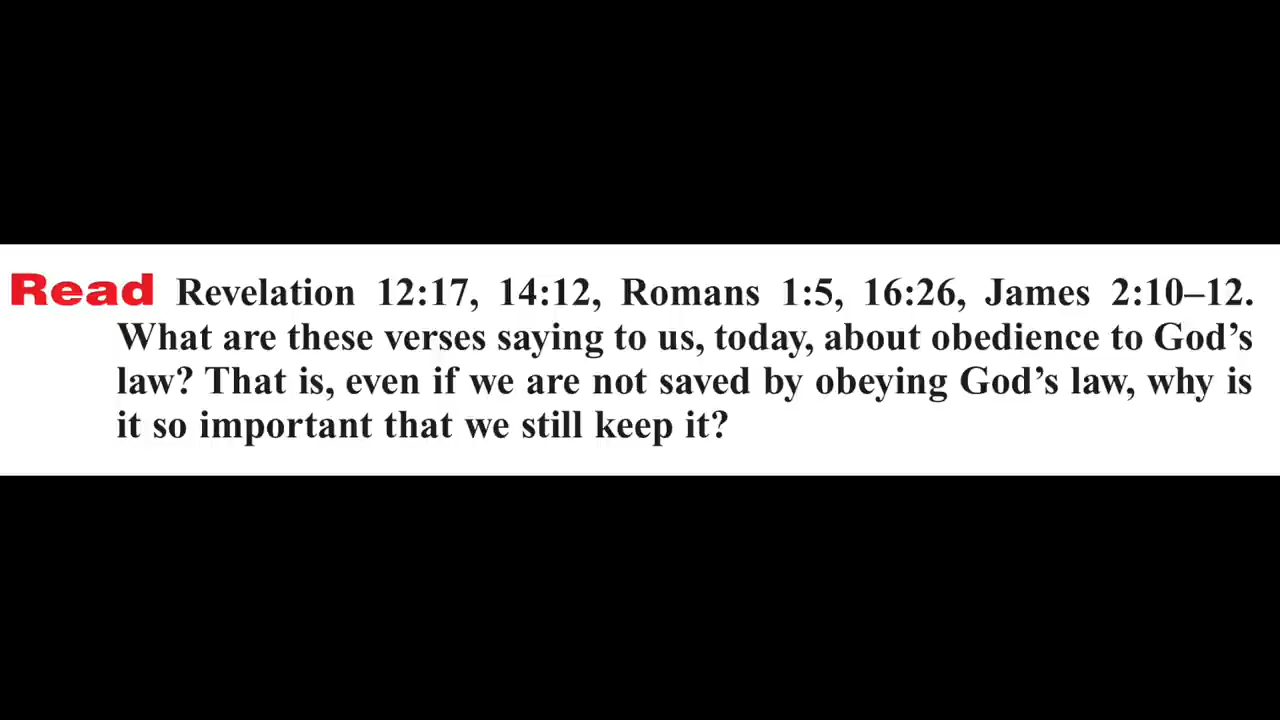 Read Revelation 12:17, 14:12, Romans 1:5, 16:26, James 2:10–12.
What are these verses saying to us, today, about obedience to God’s
law? That is, even if we are not saved by obeying God’s law, why is
it so important that we still keep it?